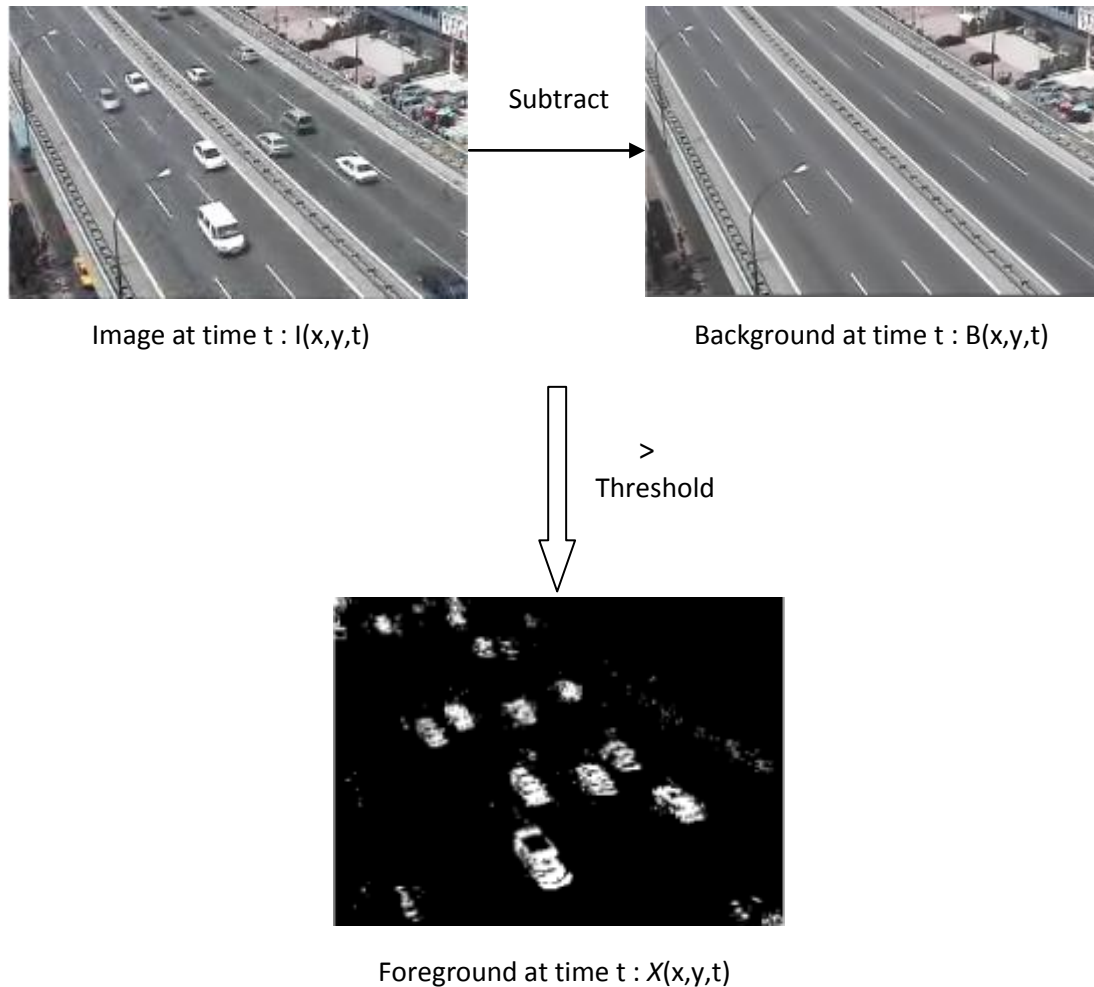 Subtract
Image at time t : I(x,y,t)
Background at time t : B(x,y,t)
>
Threshold
Foreground at time t : X(x,y,t)